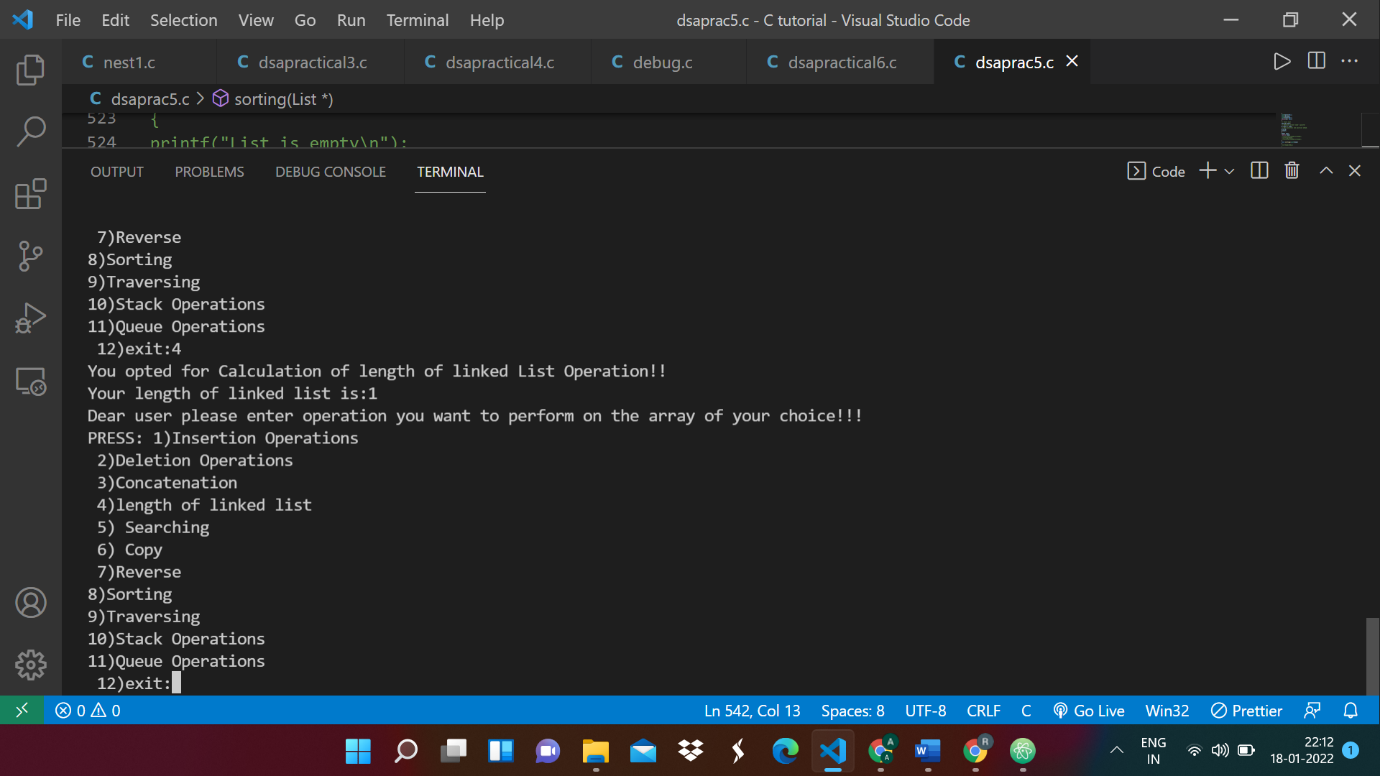 File Edit Selection View Go Run Terminal Help dsaprac5.c - C tutorial - Visual Studio Code
C nest1.c C dsapractical3.c C dsapractical4.c C debug.c C dsapractical6.c C dsaprac5.c
C dsaprac5.c > sorting(List *)
523 {
524 printf("List is empty\n");
OUTPUT PROBLEMS DEBUG CONSOLE TERMINAL Code
7)Reverse
8)Sorting
9)Traversing
10)Stack Operations
11)Queue Operations
12)exit:4
You opted for Calculation of length of linked List Operation!!
Your length of linked list is:1
Dear user please enter operation you want to perform on the array of your choice!!!
PRESS: 1)Insertion Operations
2)Deletion Operations
3)Concatenation
4)length of linked list
5) Searching
6) Copy
7)Reverse
8)Sorting
9)Traversing
10)Stack Operations
11)Queue Operations
12)exit:
0 0 Ln 542, Col 13 Spaces: 8 UTF-8 CRLF C Go Live Win32 Prettier
ENG 22:12
IN 18-01-2022 1